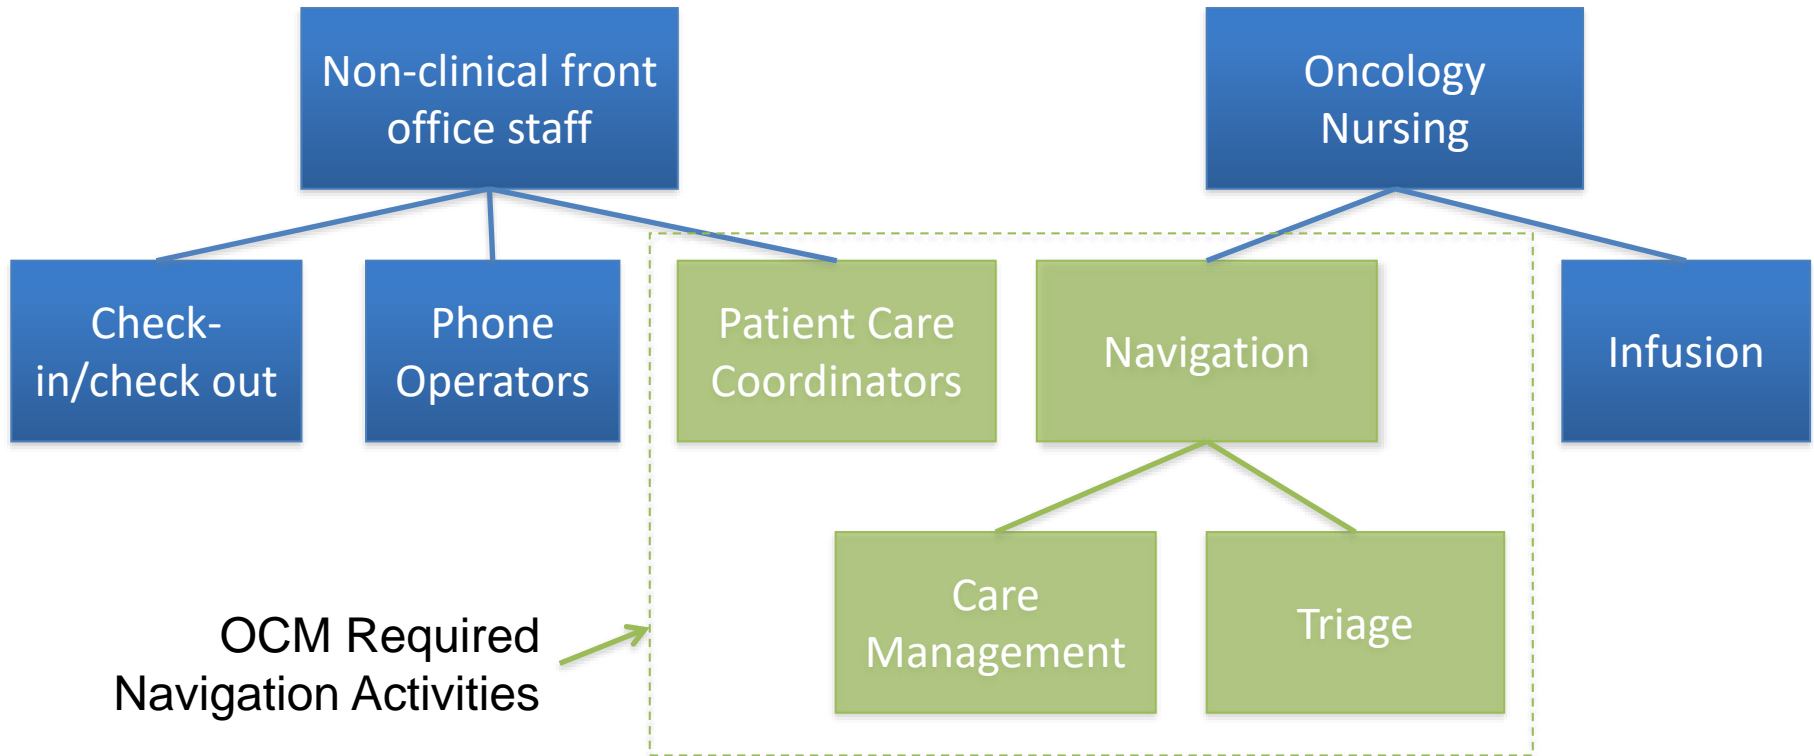 Non-clinical front
office staff
Oncology
Nursing
Check-
in/check out
Phone
Operators
Patient Care
Coordinators
Navigation
Infusion
Care
Management
Triage
OCM Required
Navigation Activities